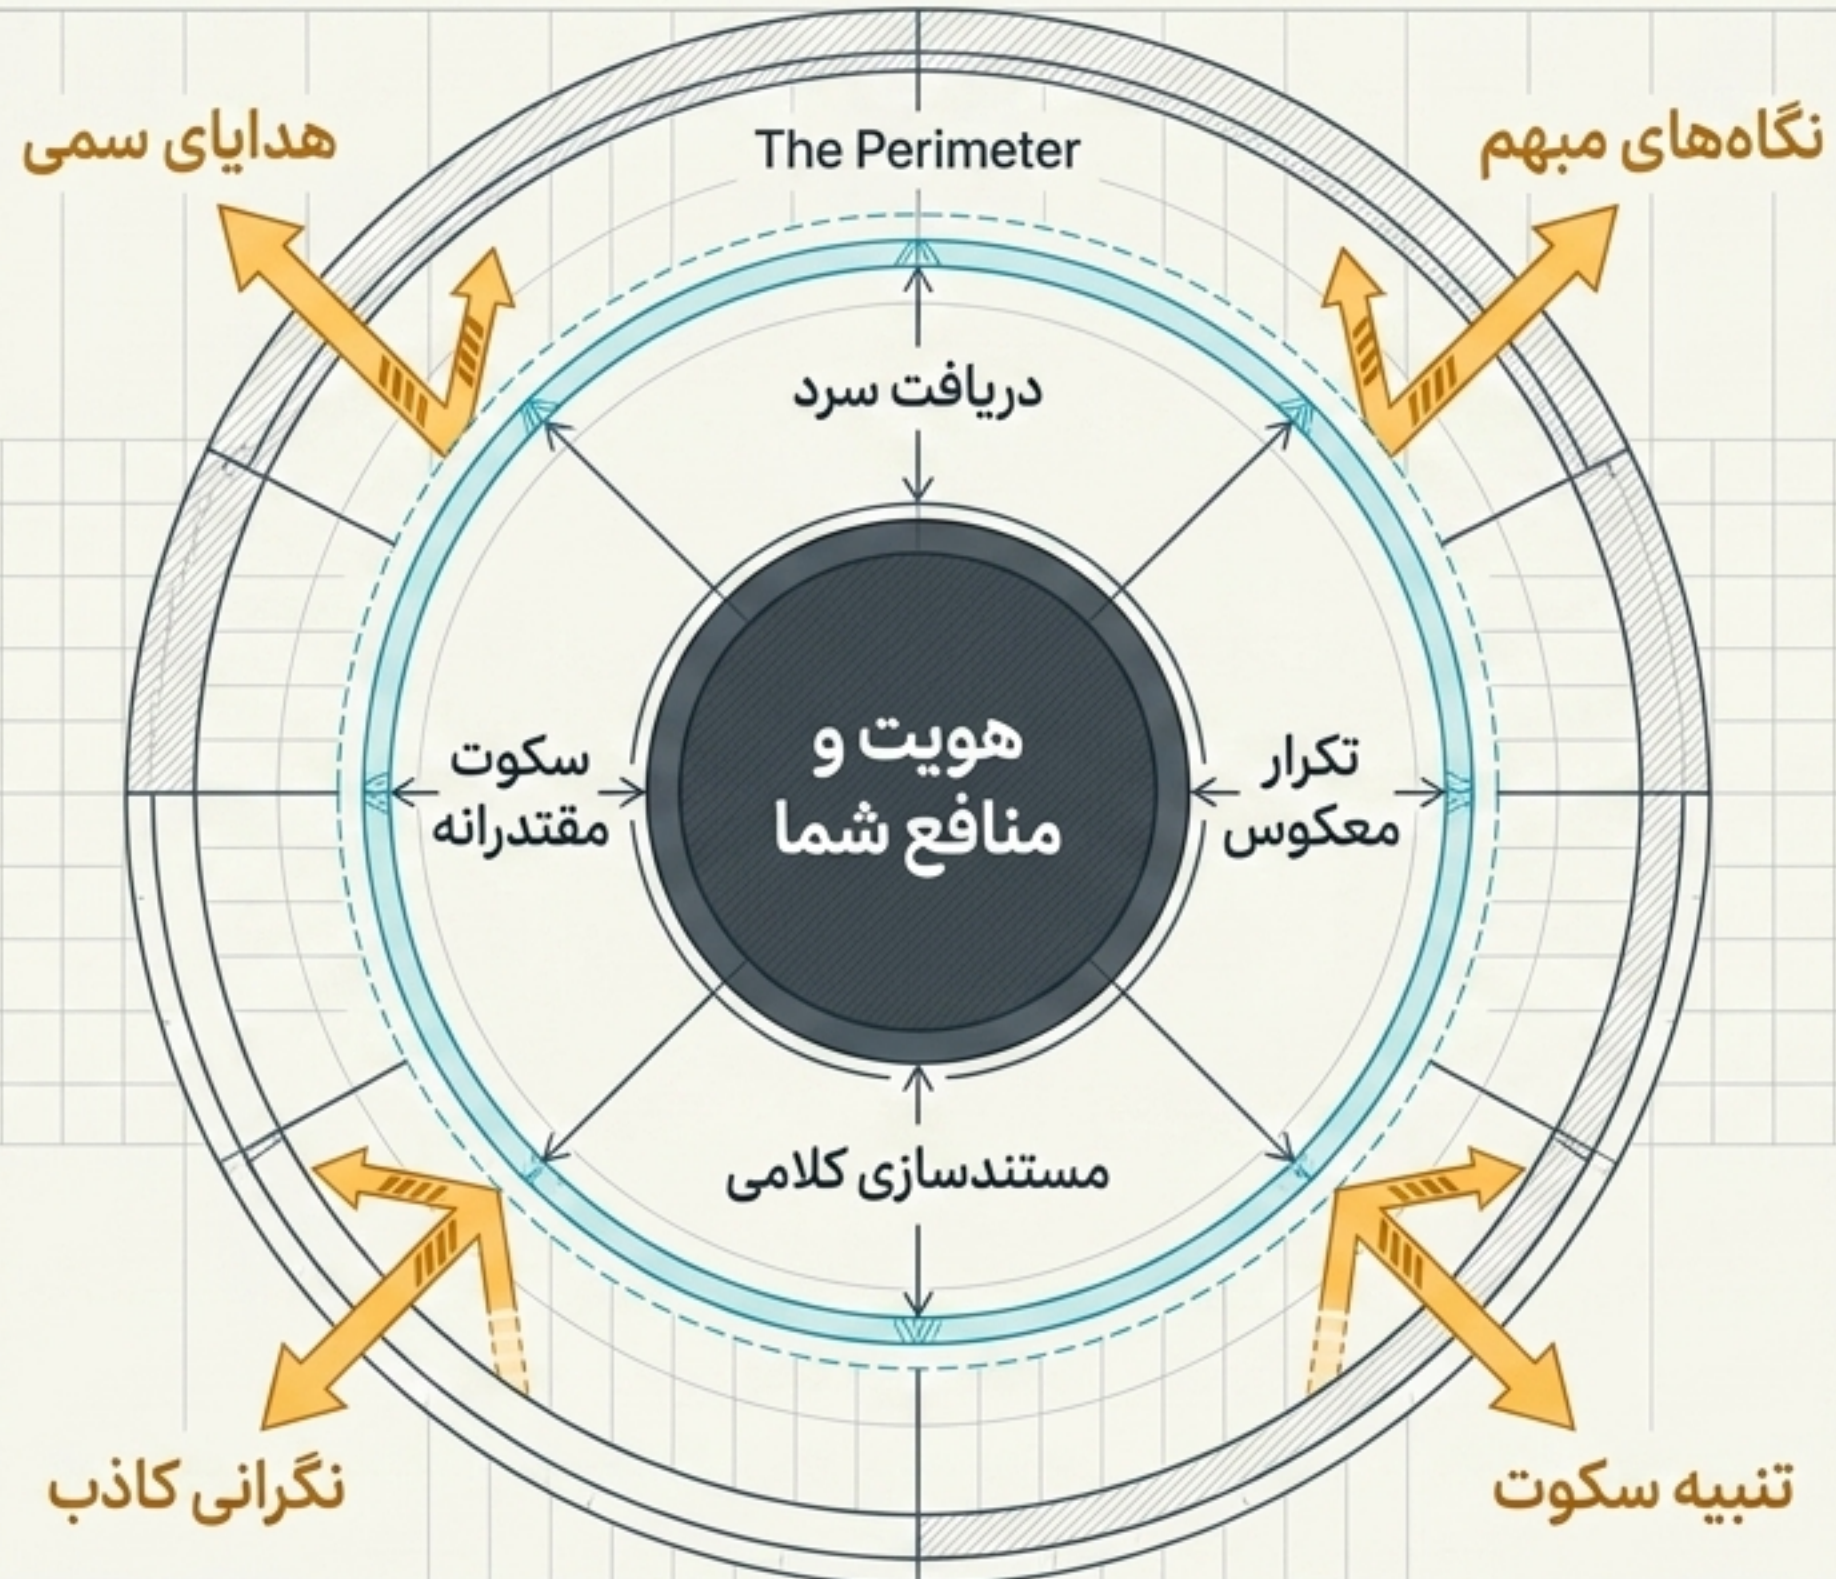 نگاه‌های مبهم
هدایای سمی
The Perimeter
دریافت سرد
تکرار
معکوس
هویت و
منافع شما
سکوت
مقتدرانه
مستندسازی کلامی
تنبیه سکوت
نگرانی کاذب